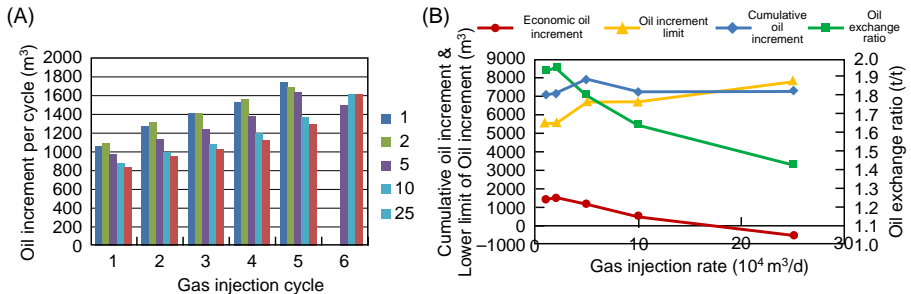 (A)
Oil increment per cycle (m³)
2000
1800
1600
1400
1200
1000
800
600
400
200
0
1 2 3 4 5 6
Gas injection cycle
1
2
5
10
25
(B)
Economic oil
increment
Oil increment
limit
Cumulative
oil
increment
Oil
exchange
ratio
Cumulative oil increment &
Lower limit of Oil increment (m³)
9000
8000
7000
6000
5000
4000
3000
2000
1000
0
–1000
0 10 20 30
Gas injection rate (10⁴ m³/d)
2.0
1.9
1.8
1.7
1.6
1.5
1.4
1.3
1.2
1.1
1.0
Oil exchange ratio (t/t)